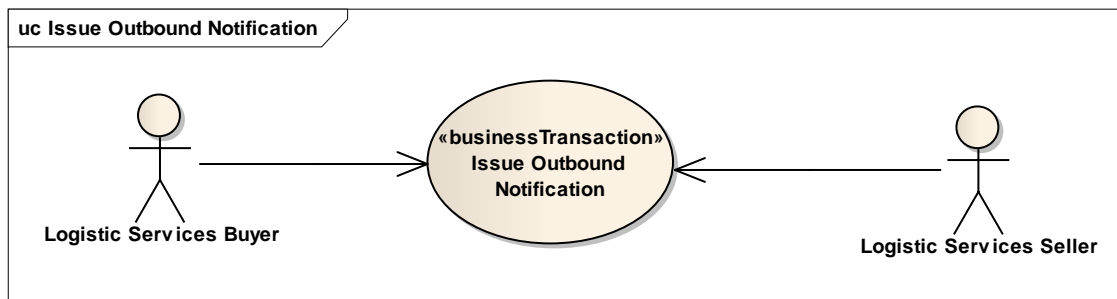 uc Issue Outbound Notification
«businessTransaction»
Issue Outbound
Notification
Logistic Services Buyer
Logistic Services Seller